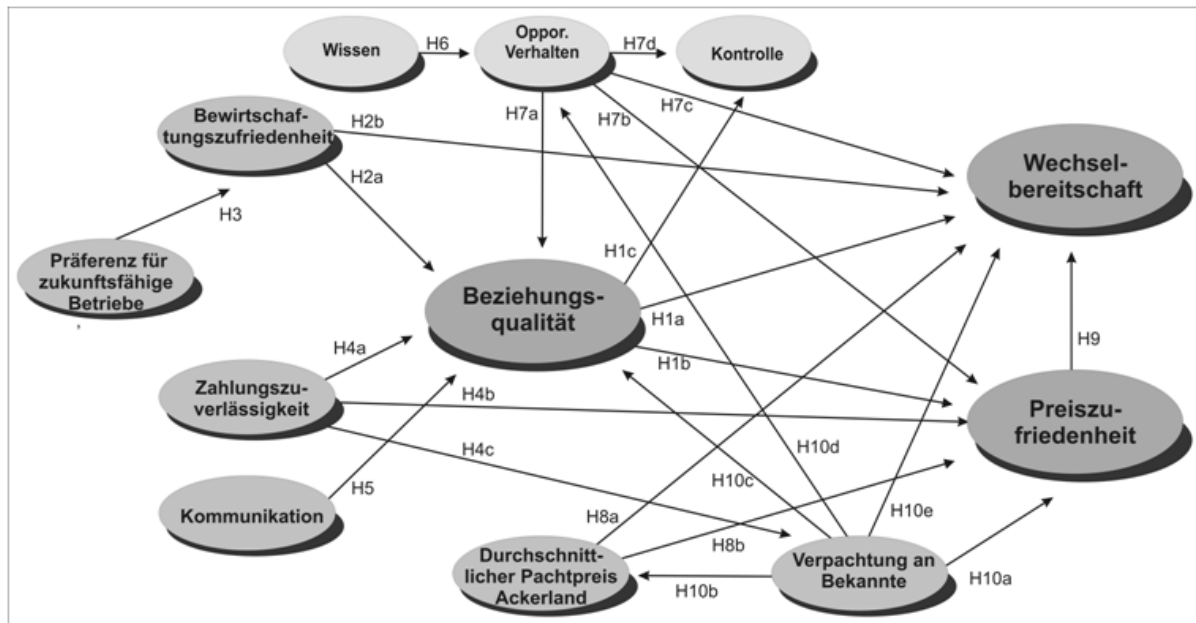 Wissen
H6
Oppor.
Verhalten
H7d
Kontrolle
H7a
H7b
H7c
Bewirtschaf-
tungszufriedenheit
H2b
H2a
Wechsel-
bereitschaft
H3
Präferenz für
zukunftsfähige
Betriebe
,
Beziehungs-
qualität
H1c
H1a
H1b
H9
H4a
Zahlungszu-
verlässigkeit
H4b
H4c
Preiszu-
friedenheit
H5
Kommunikation
H10d
H10c
H8a
H10e
H8b
Durchschnitt-
licher Pachtpreis
Ackerland
H10b
Verpachtung an
Bekannte
H10a